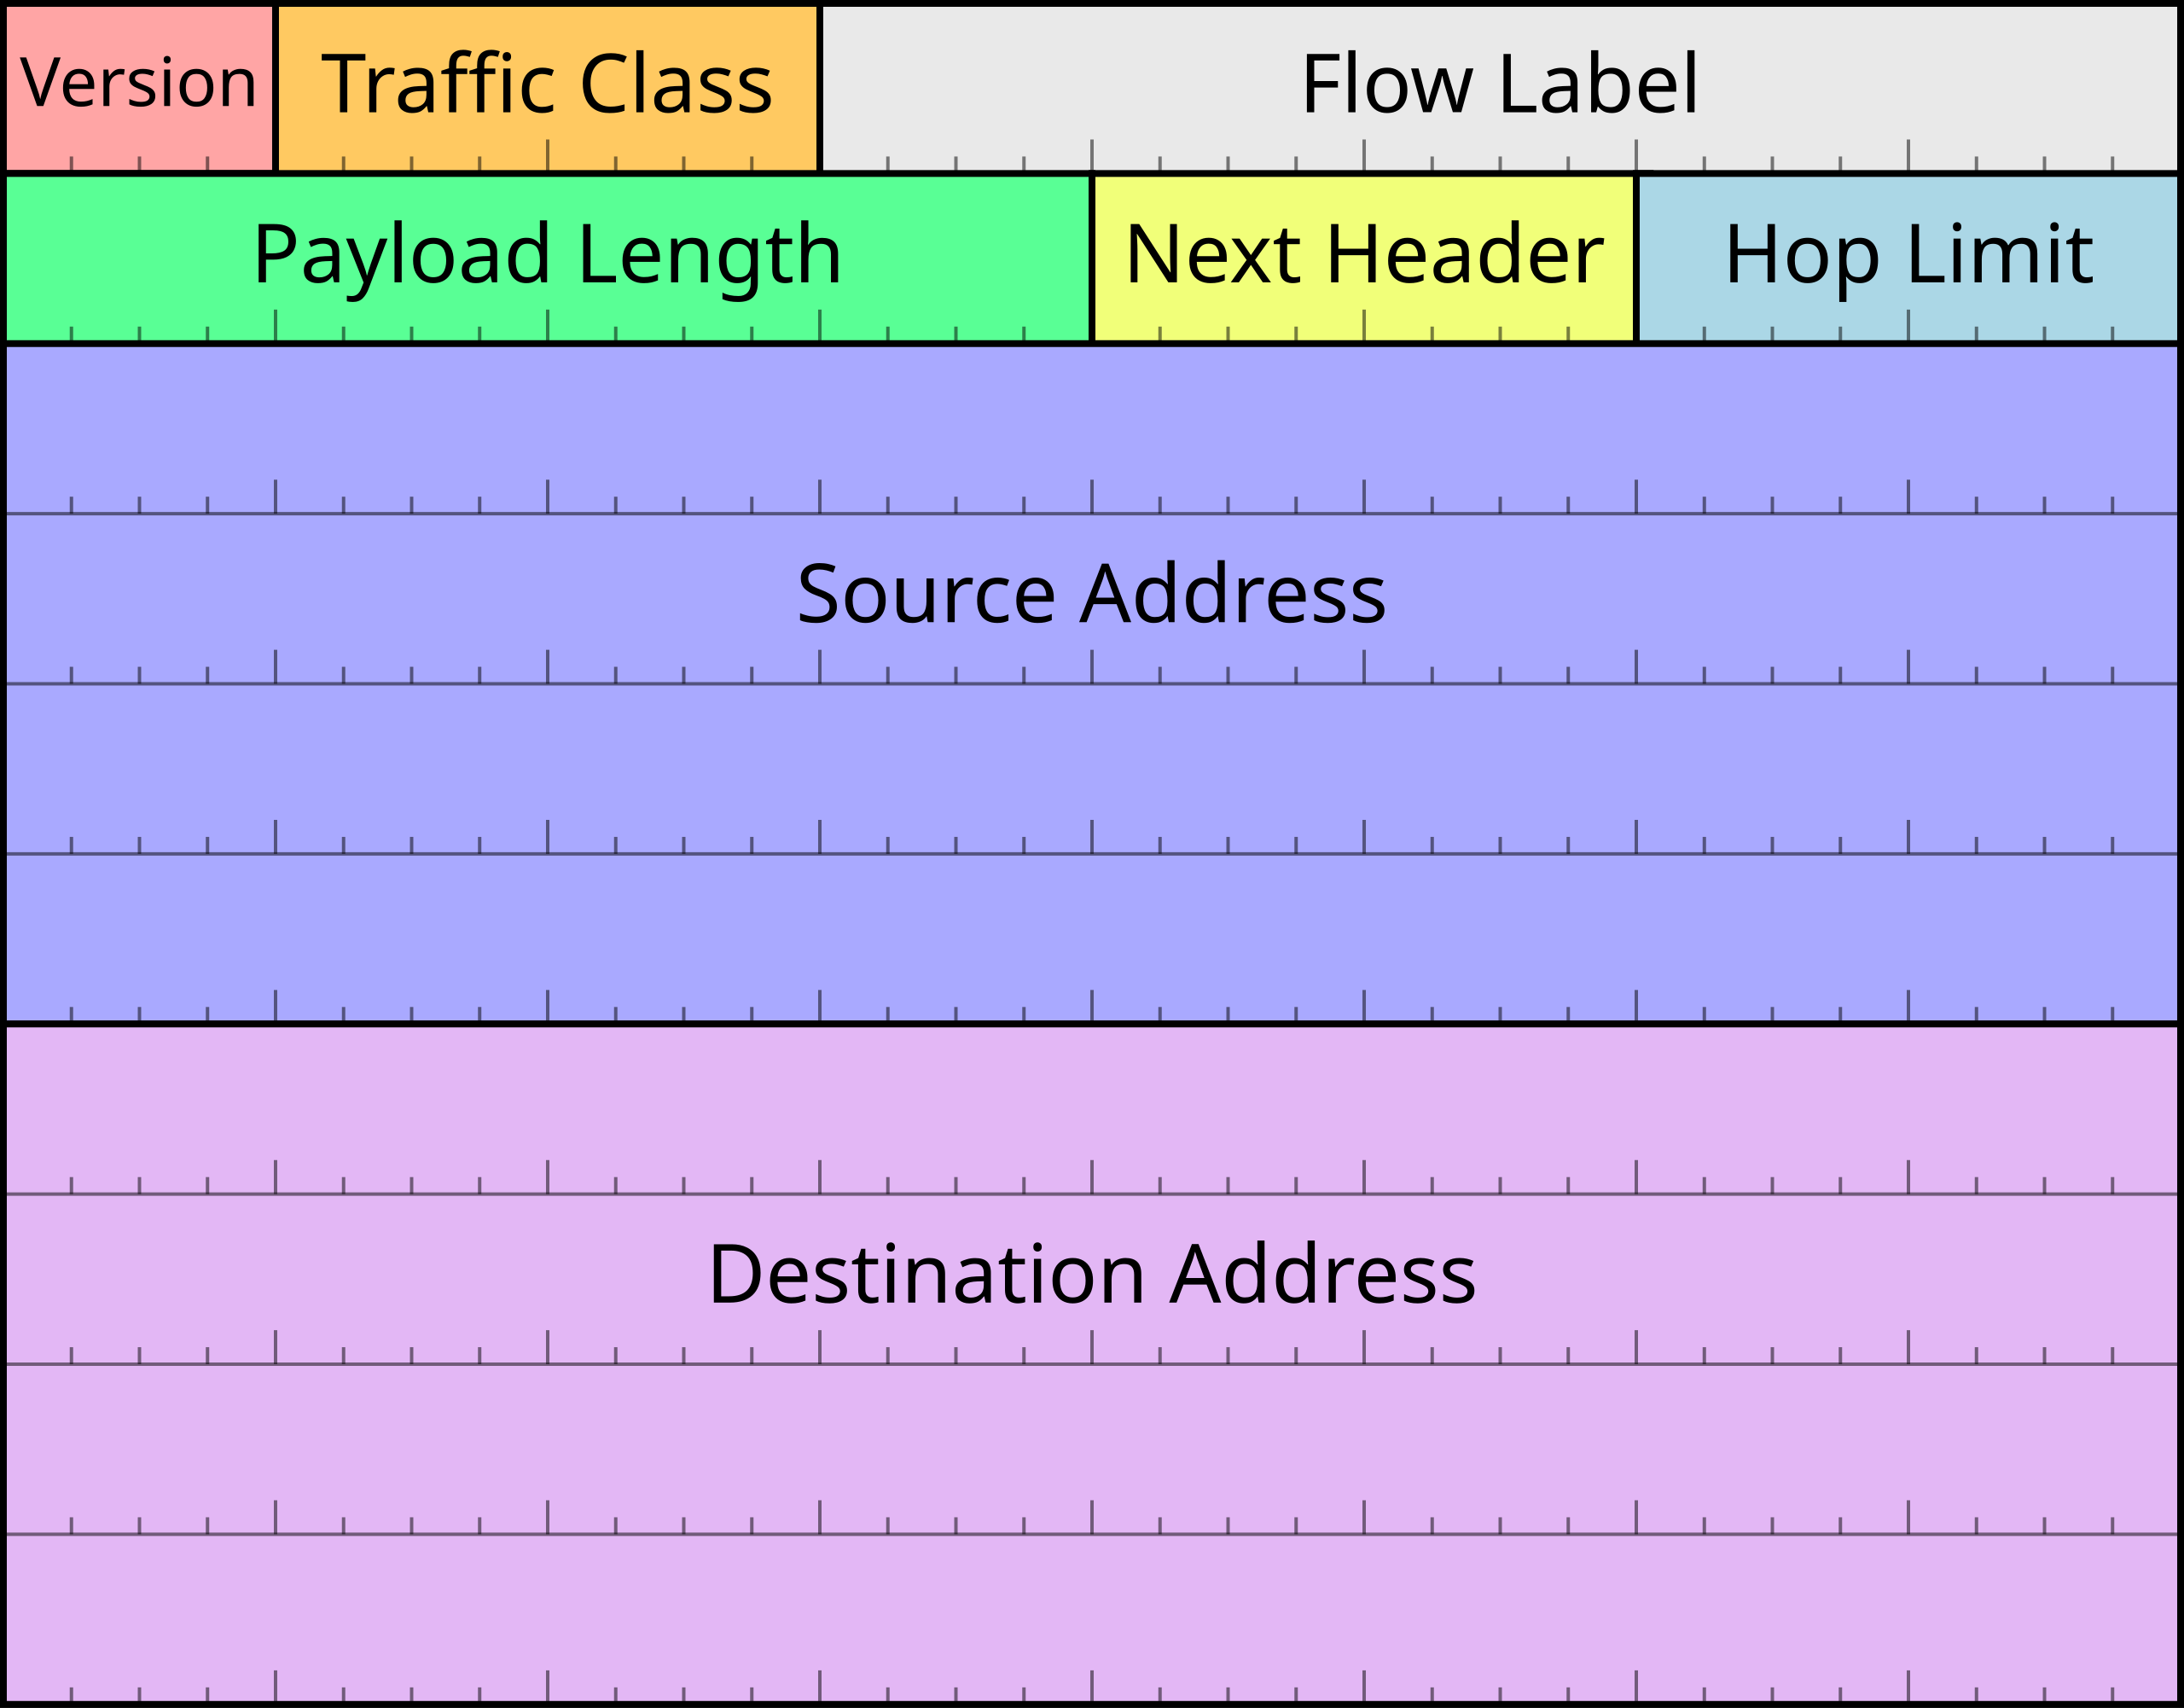 Version
Traffic Class
Flow Label
Payload Length
Next Header
Hop Limit
Source Address
Destination Address